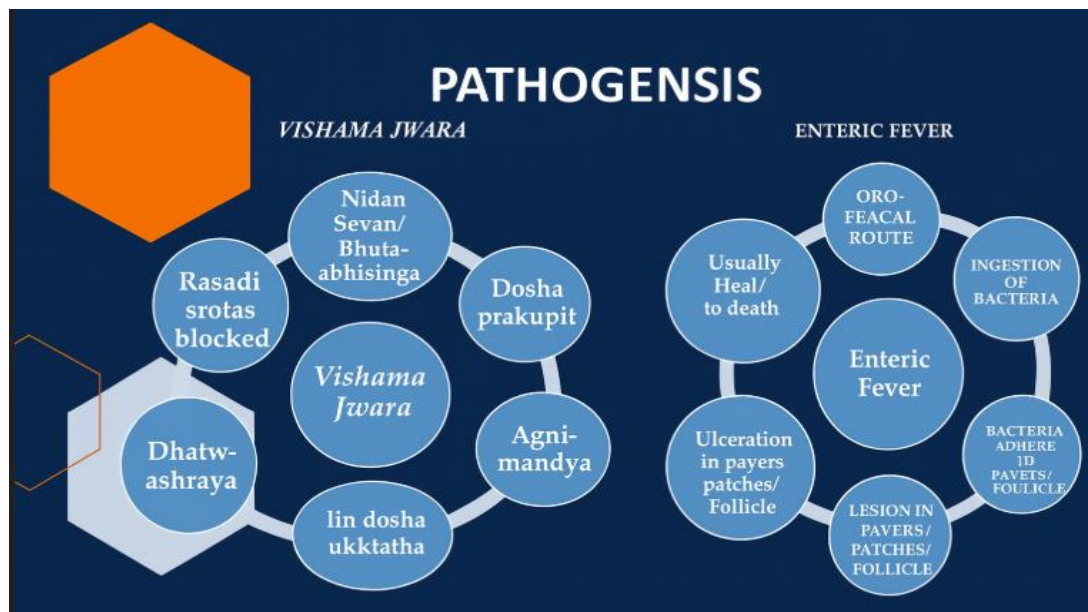 PATHOGENSIS
VISHAMA JWARA
Nidan
Sevan/
Bhuta-
abhisinga
Dosha
prakupit
Agni-
mandya
lin dosha
ukktatha
Dhatw-
ashraya
Rasadi
srotas
blocked
Vishama
Jwara
ENTERIC FEVER
ORO-
FEACAL
ROUTE
INGESTION
OF
BACTERIA
BACTERIA
ADHERE
1D
PAVETS/
FOULICLE
LESION IN
PAVERS/
PATCHES/
FOLLICLE
Ulceration
in payers
patches/
Follicle
Usually
Heal/
to death
Enteric
Fever